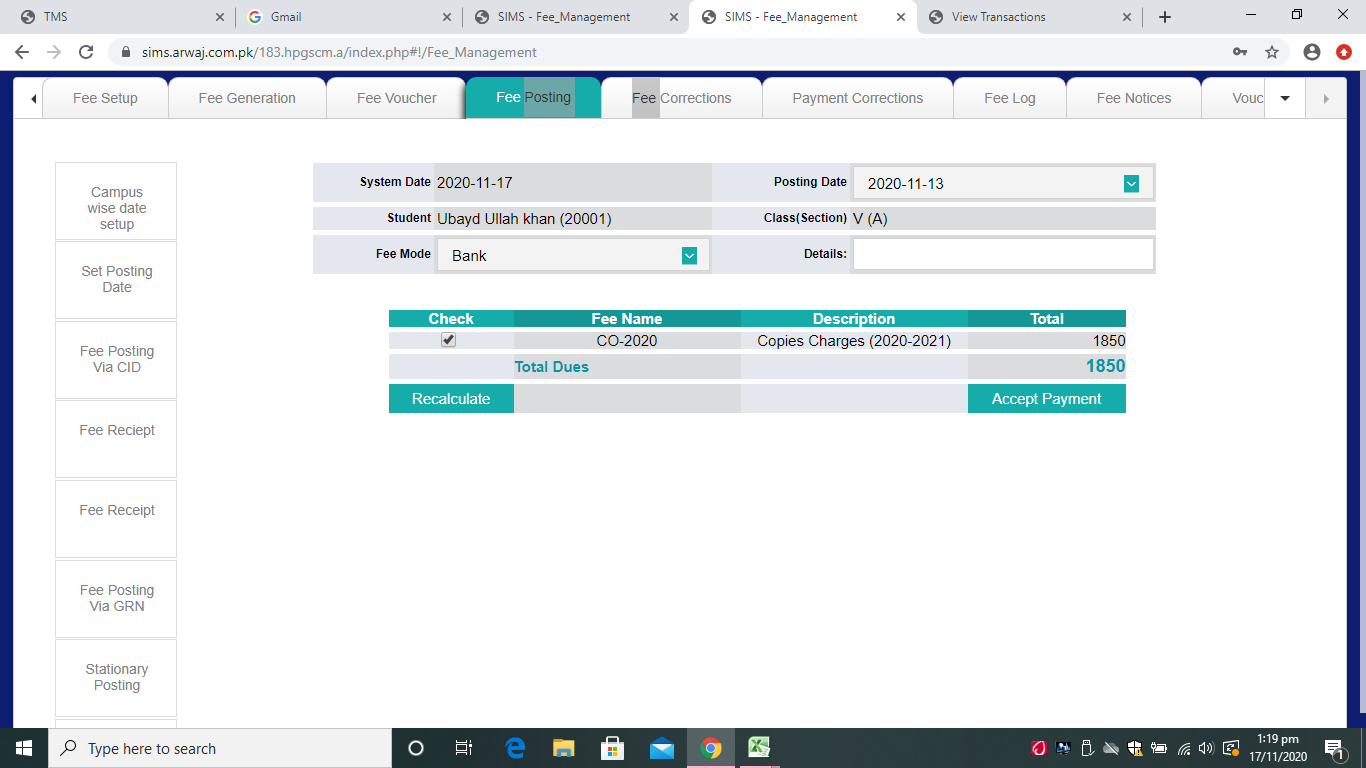 TMS
Gmail
SIMS - Fee_Management
SIMS - Fee_Management
View Transactions
sims.arwaj.com.pk/183.hpgscm.a/index.php#!/Fee_Management
Fee Setup
Fee Generation
Fee Voucher
Fee Posting
Fee Corrections
Payment Corrections
Fee Log
Fee Notices
Vouc
Campus
wise date
setup
Set Posting
Date
Fee Posting
Via CID
Fee Reciept
Fee Receipt
Fee Posting
Via GRN
Stationary
Posting
System Date 2020-11-17 Posting Date 2020-11-13
Student Ubayd Ullah khan (20001) Class(Section) V (A)
Fee Mode Bank Details:
Check Fee Name Description Total
CO-2020 Copies Charges (2020-2021) 1850
Total Dues 1850
Recalculate Accept Payment
Type here to search
1:19 pm
17/11/2020
1